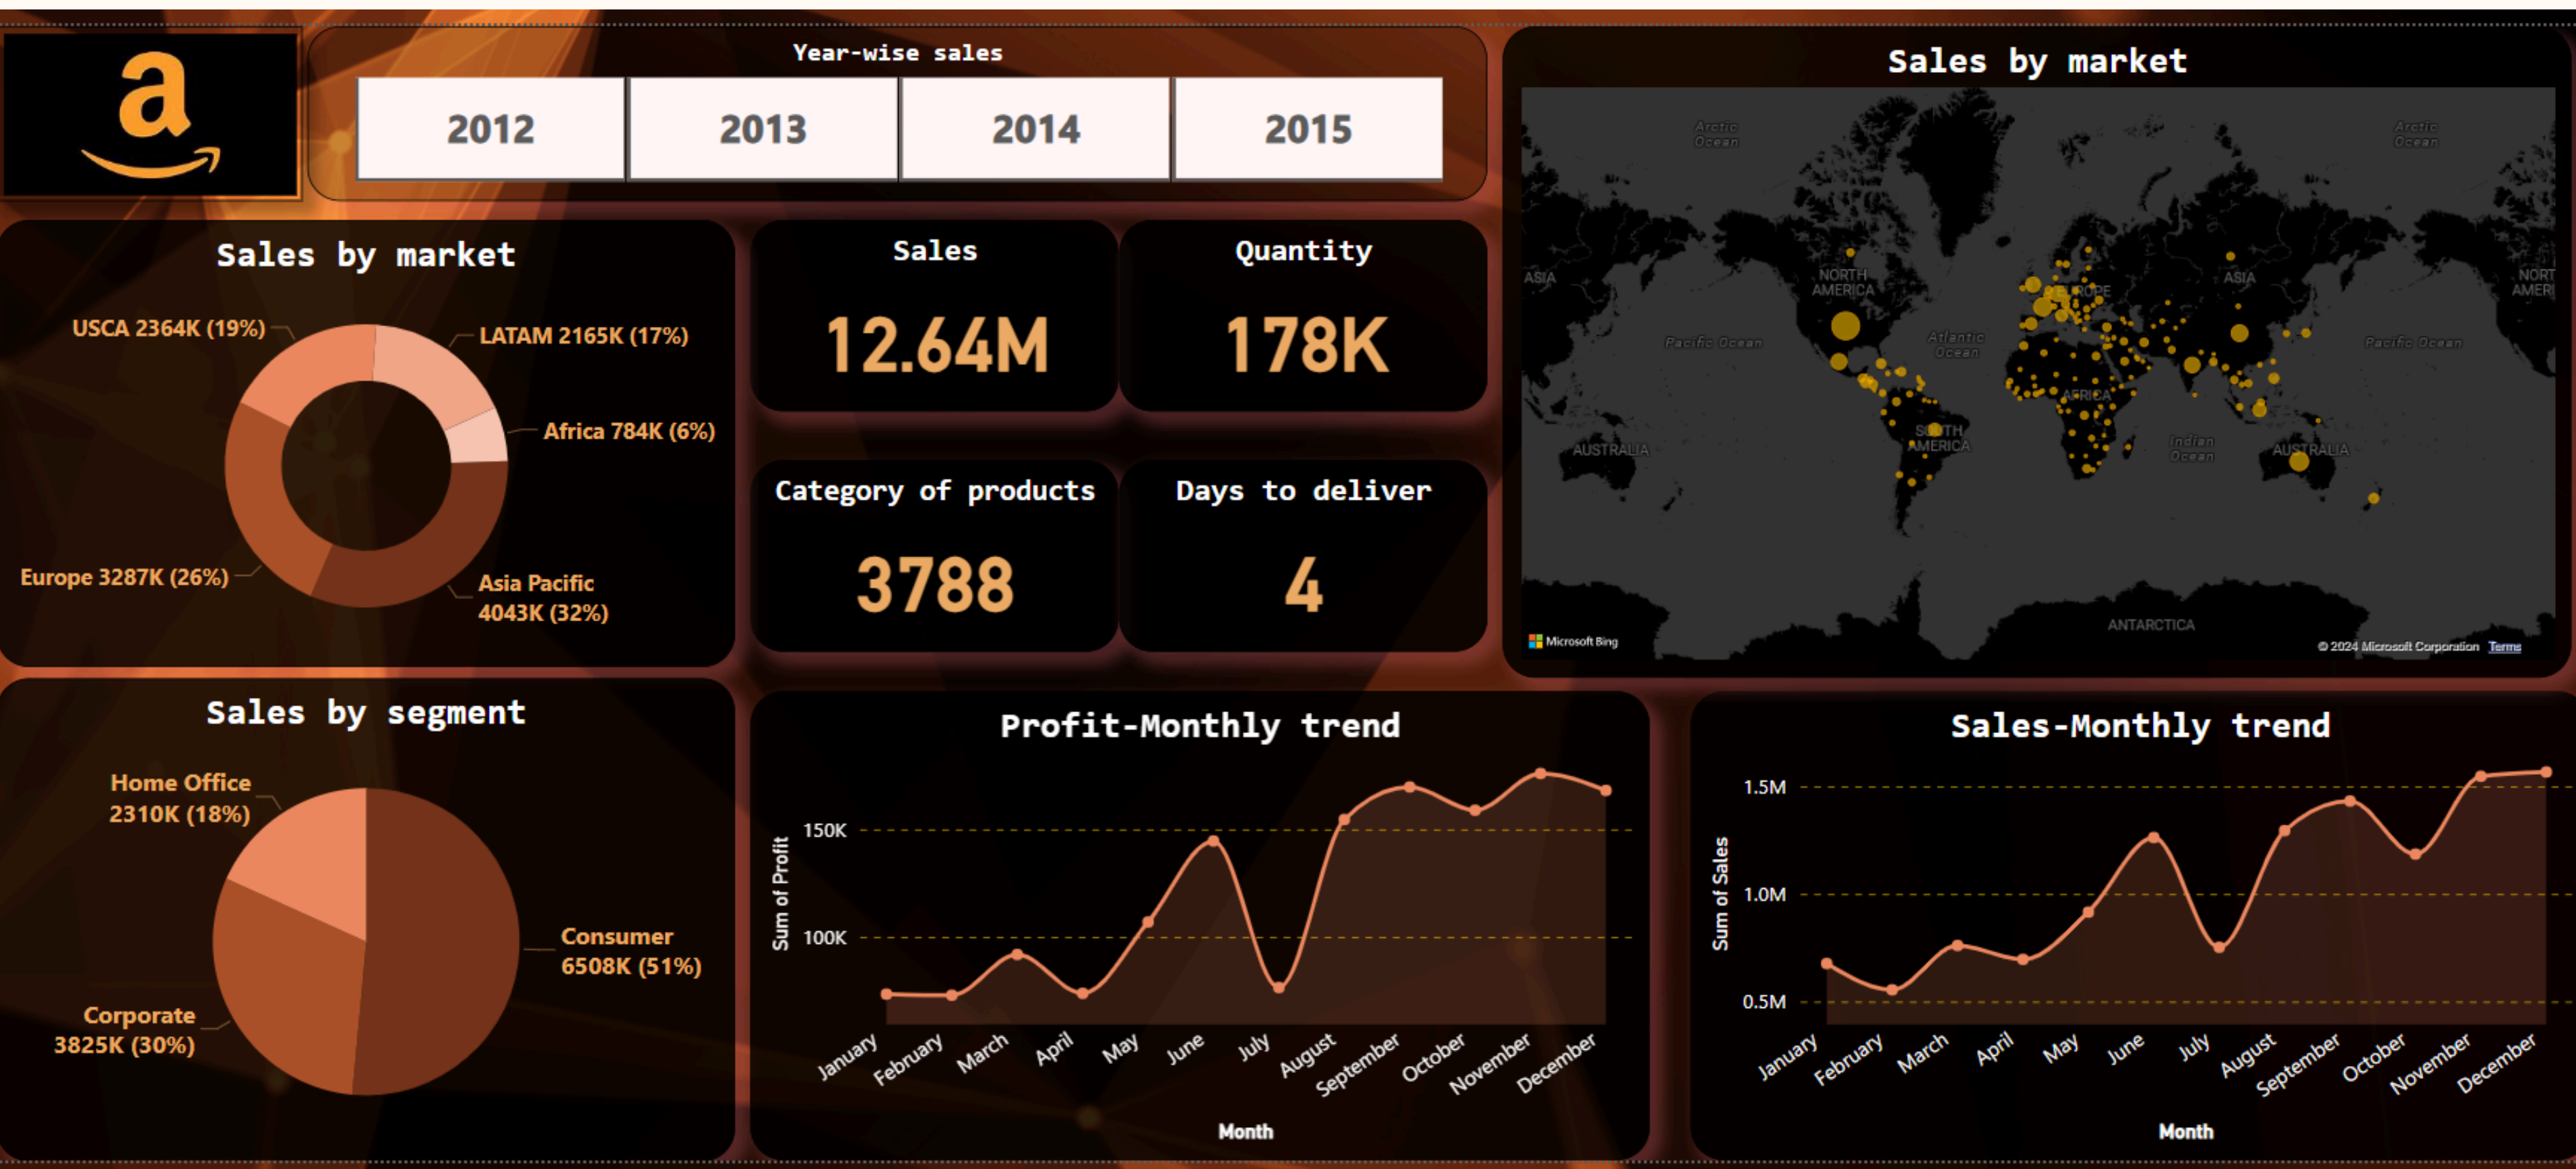 a
Year-wise sales
2012
2013
2014
2015
Sales by market
USCA 2364K (19%)
LATAM 2165K (17%)
Africa 784K (6%)
Europe 3287K (26%)
Asia Pacific
4043K (32%)
Sales
12.64M
Quantity
178K
Category of products
3788
Days to deliver
4
Sales by market
Arctic
Ocean
Arctic
Ocean
ASIA
NORTH
AMERICA
EUROPE
ASIA
NORT
AMERI
Pacific Ocean
Atlantic
Ocean
Pacific Ocean
AFRICA
AUSTRALIA
SOUTH
AMERICA
Indian
Ocean
AUSTRALIA
ANTARCTICA
Microsoft Bing
© 2024 Microsoft Corporation Terms
Sales by segment
Home Office
2310K (18%)
Consumer
6508K (51%)
Corporate
3825K (30%)
Profit-Monthly trend
Sum of Profit
150K
100K
January
February
March
April
May
June
July
August
September
October
November
December
Month
Sales-Monthly trend
Sum of Sales
1.5M
1.0M
0.5M
January
February
March
April
May
June
July
August
September
October
November
December
Month